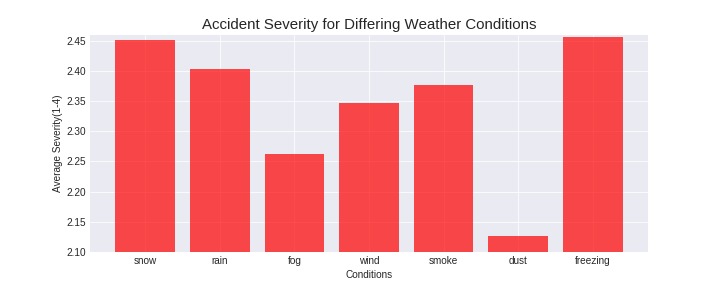 Accident Severity for Differing Weather Conditions
2.45
2.40
2.35
2.30
2.25
2.20
2.15
2.10
Average Severity(1-4)
snow rain fog wind smoke dust freezing
Conditions